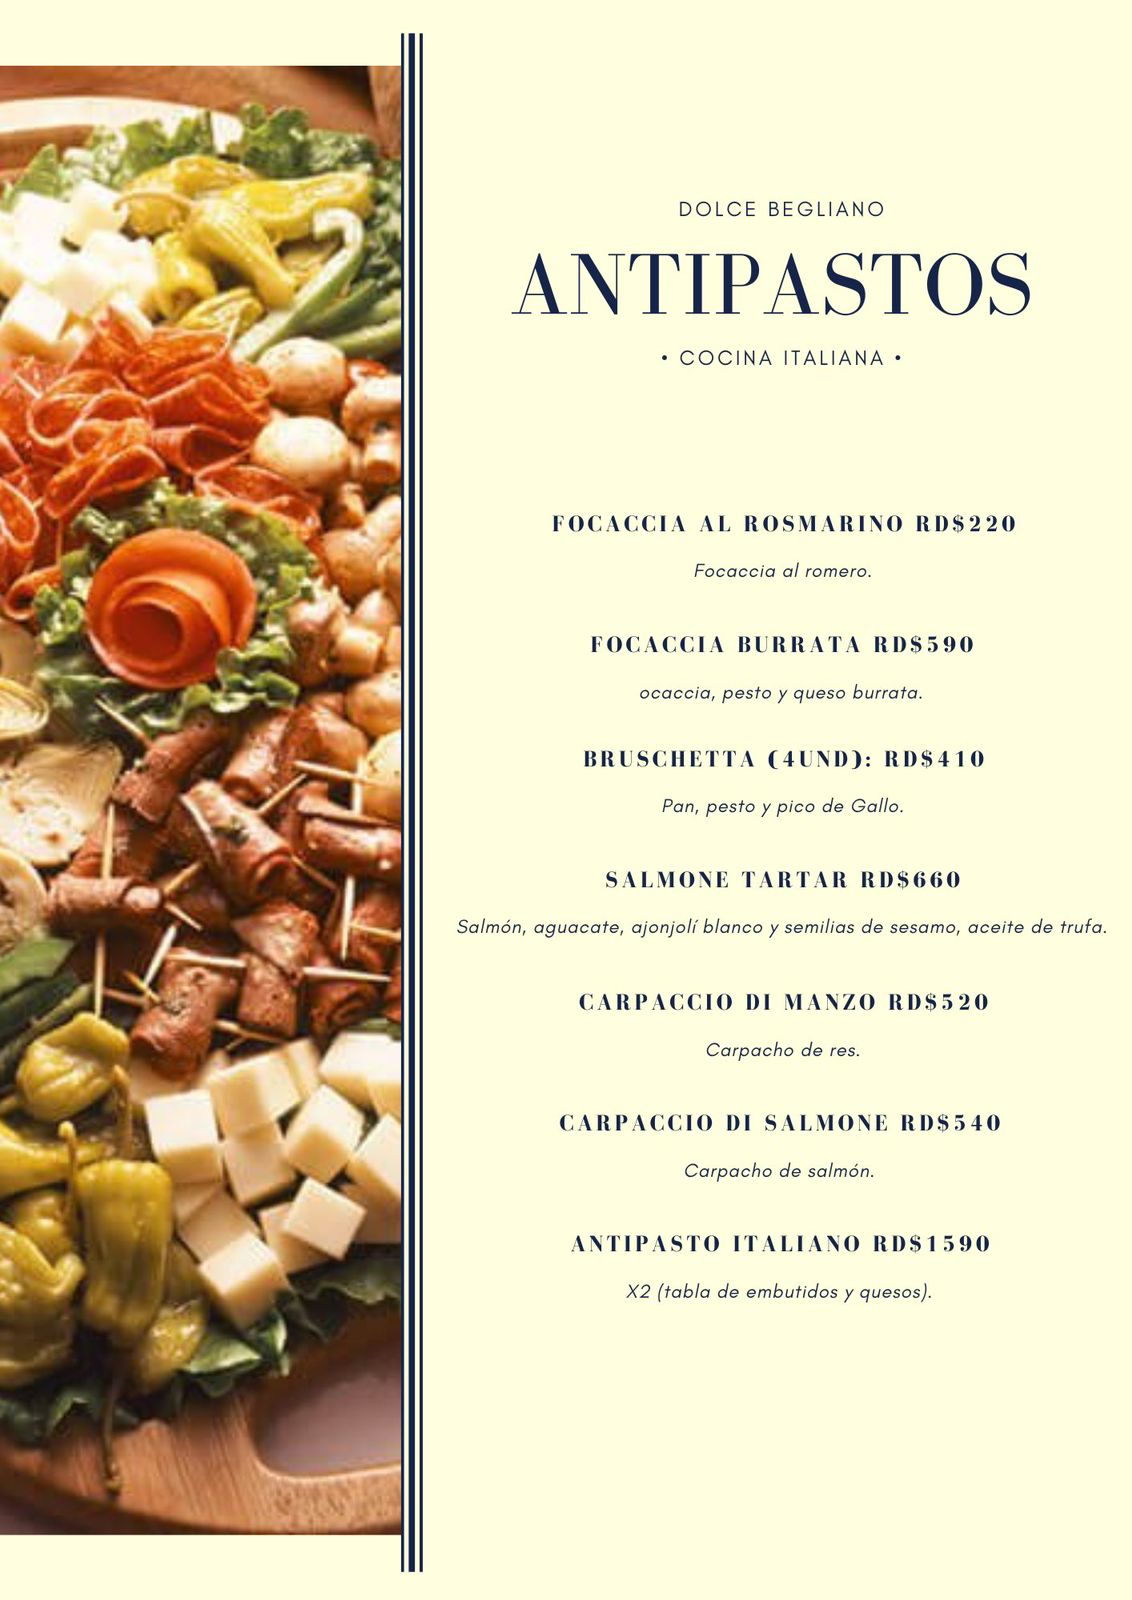 DOLCE BEGLIANO
ANTIPASTOS
• COCINA ITALIANA •
FOCACCIA AL ROSMARINO RD$220
Focaccia al romero.
FOCACCIA BURRATA RD$590
ocaccia, pesto y queso burrata.
BRUSCHETTA (4UND): RD$410
Pan, pesto y pico de Gallo.
SALMONE TARTAR RD$660
Salmón, aguacate, ajonjolí blanco y semilias de sesamo, aceite de trufa.
CARPACCIO DI MANZO RD$520
Carpacho de res.
CARPACCIO DI SALMONE RD$540
Carpacho de salmón.
ANTIPASTO ITALIANO RD$1590
X2 (tabla de embutidos y quesos).